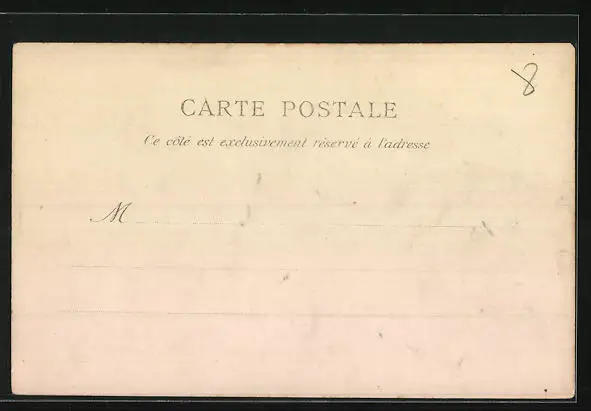 8
CARTE POSTALE
Ce côté est exclusivement réservé à l'adresse
M